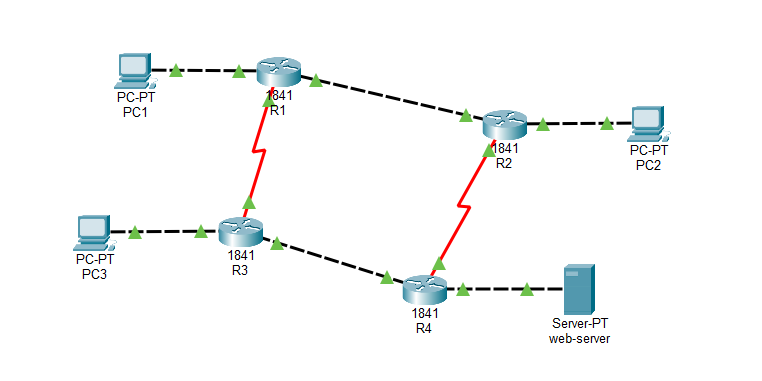 PC-PT
PC1
1841
R1
1841
R2
PC-PT
PC2
PC-PT
PC3
1841
R3
1841
R4
Server-PT
web-server